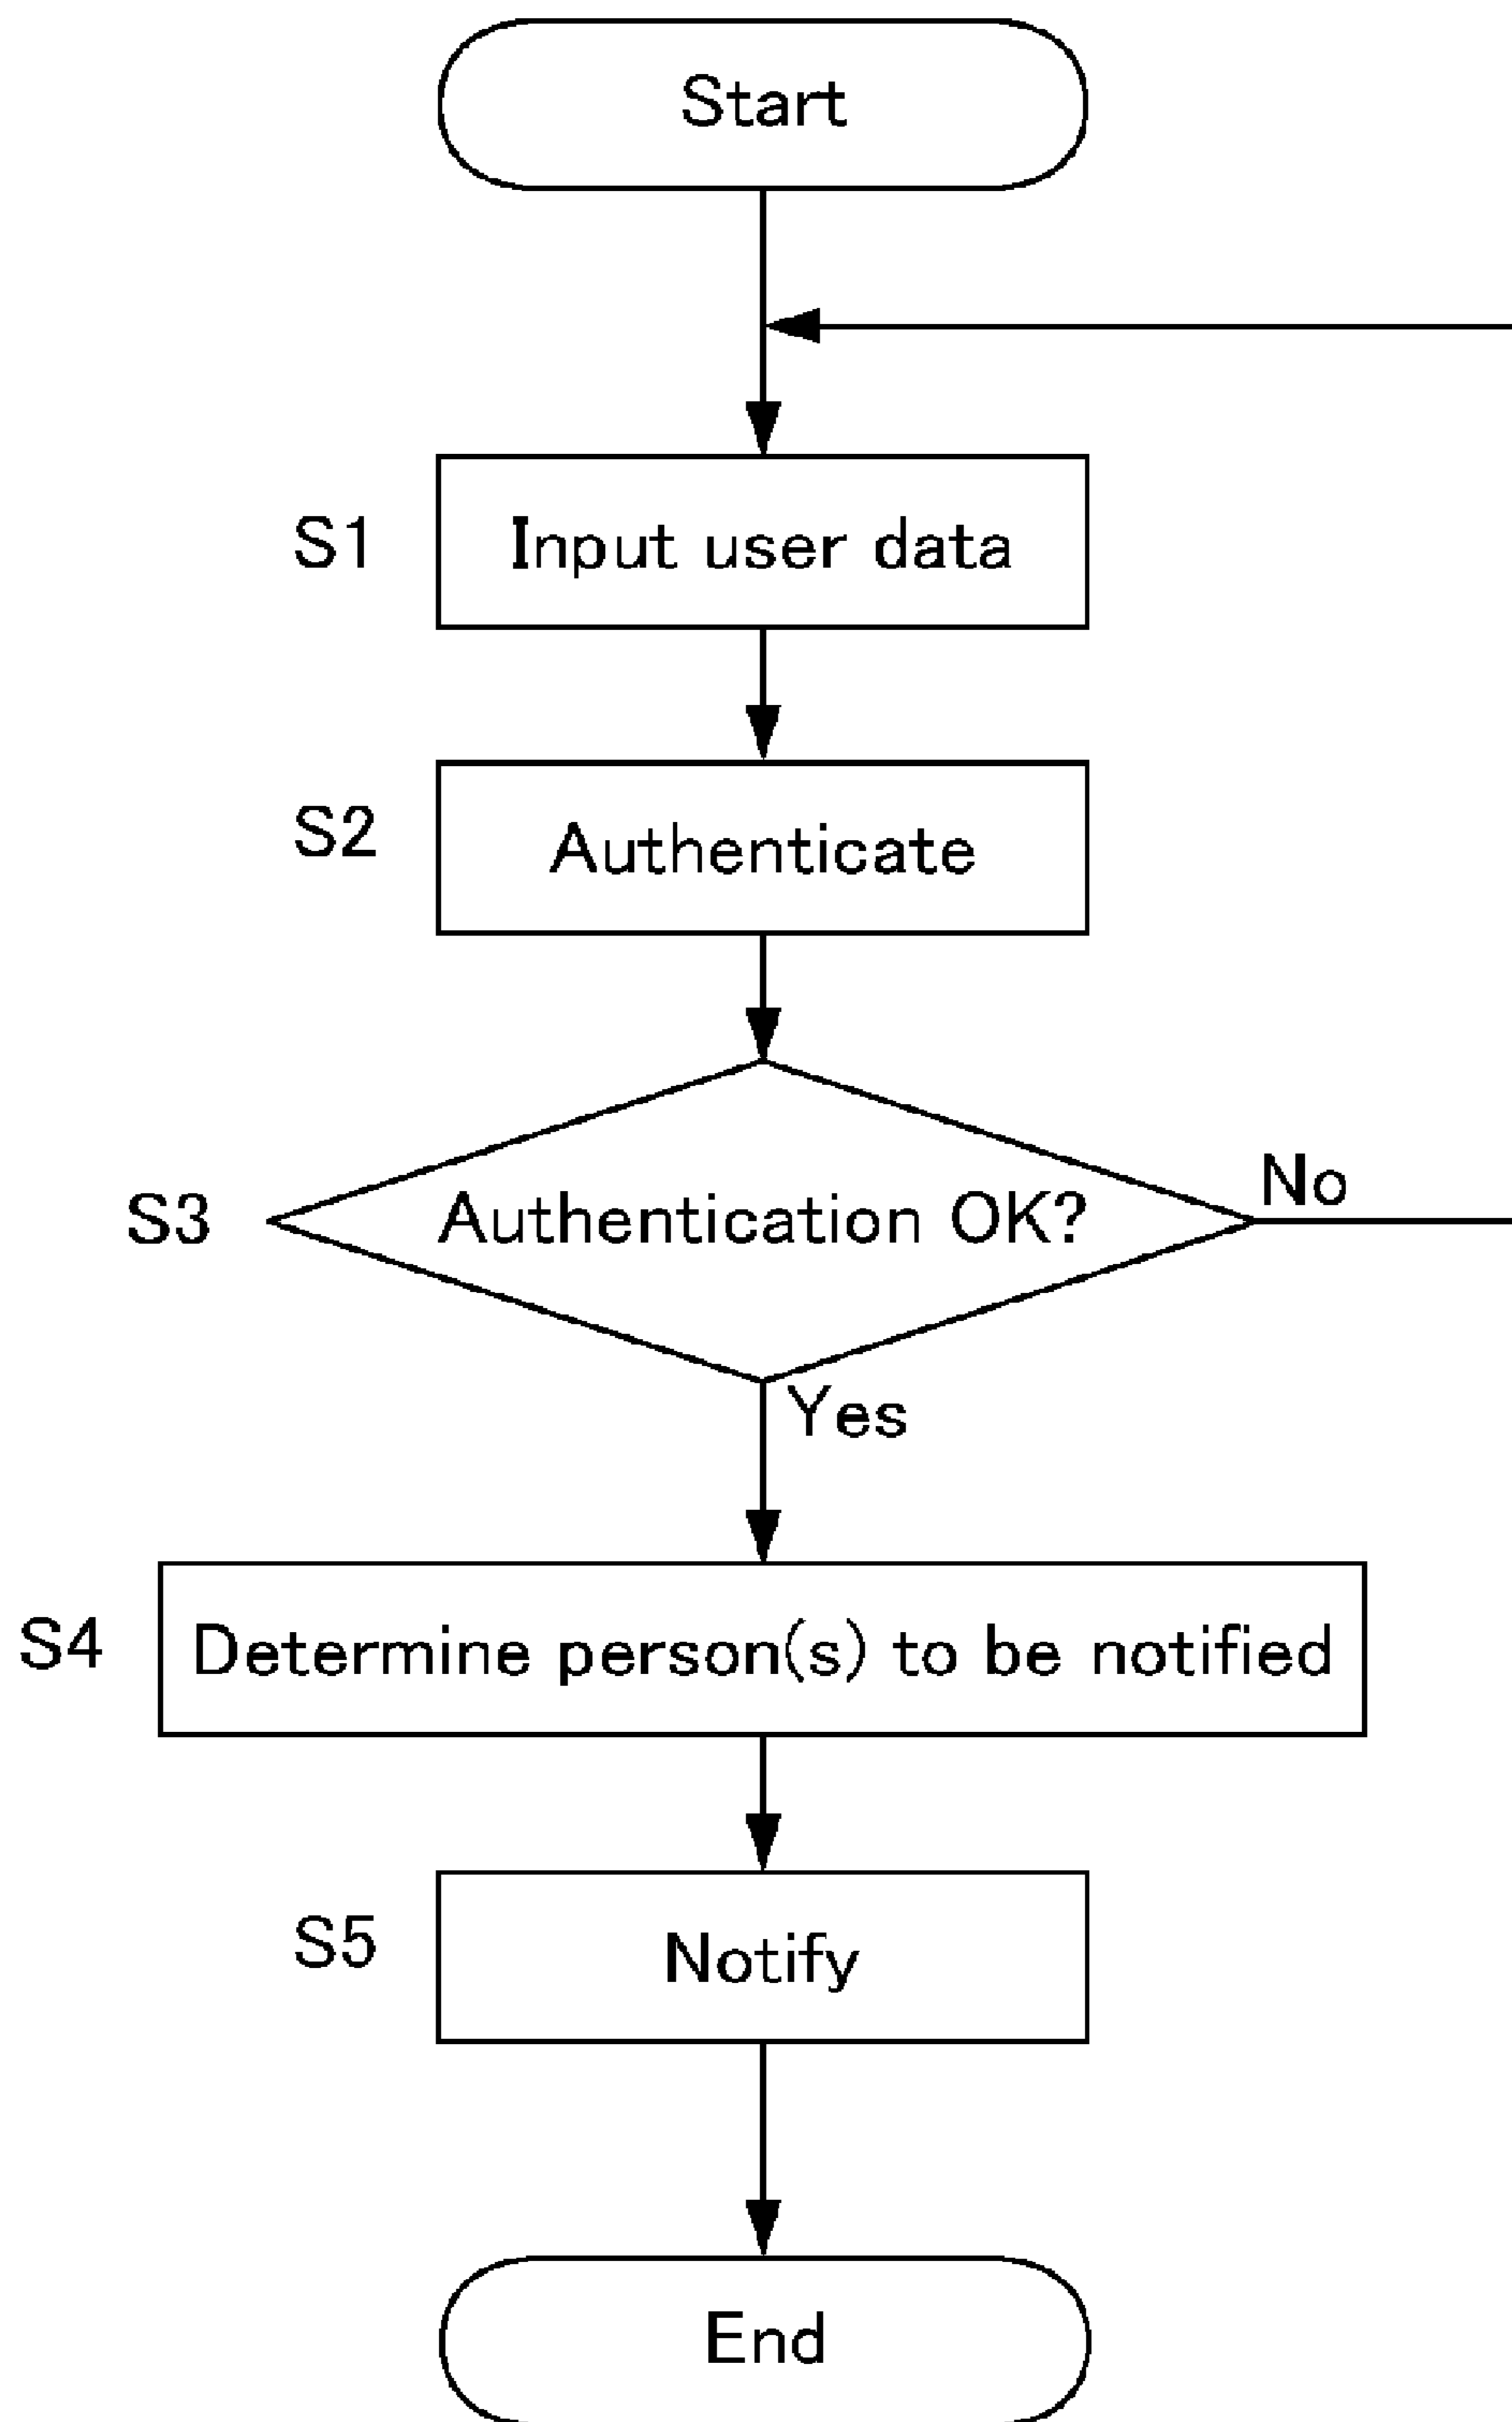 Start
S1
Input user data
S2
Authenticate
S3
Authentication OK?
No
Yes
S4
Determine person(s) to be notified
S5
Notify
End